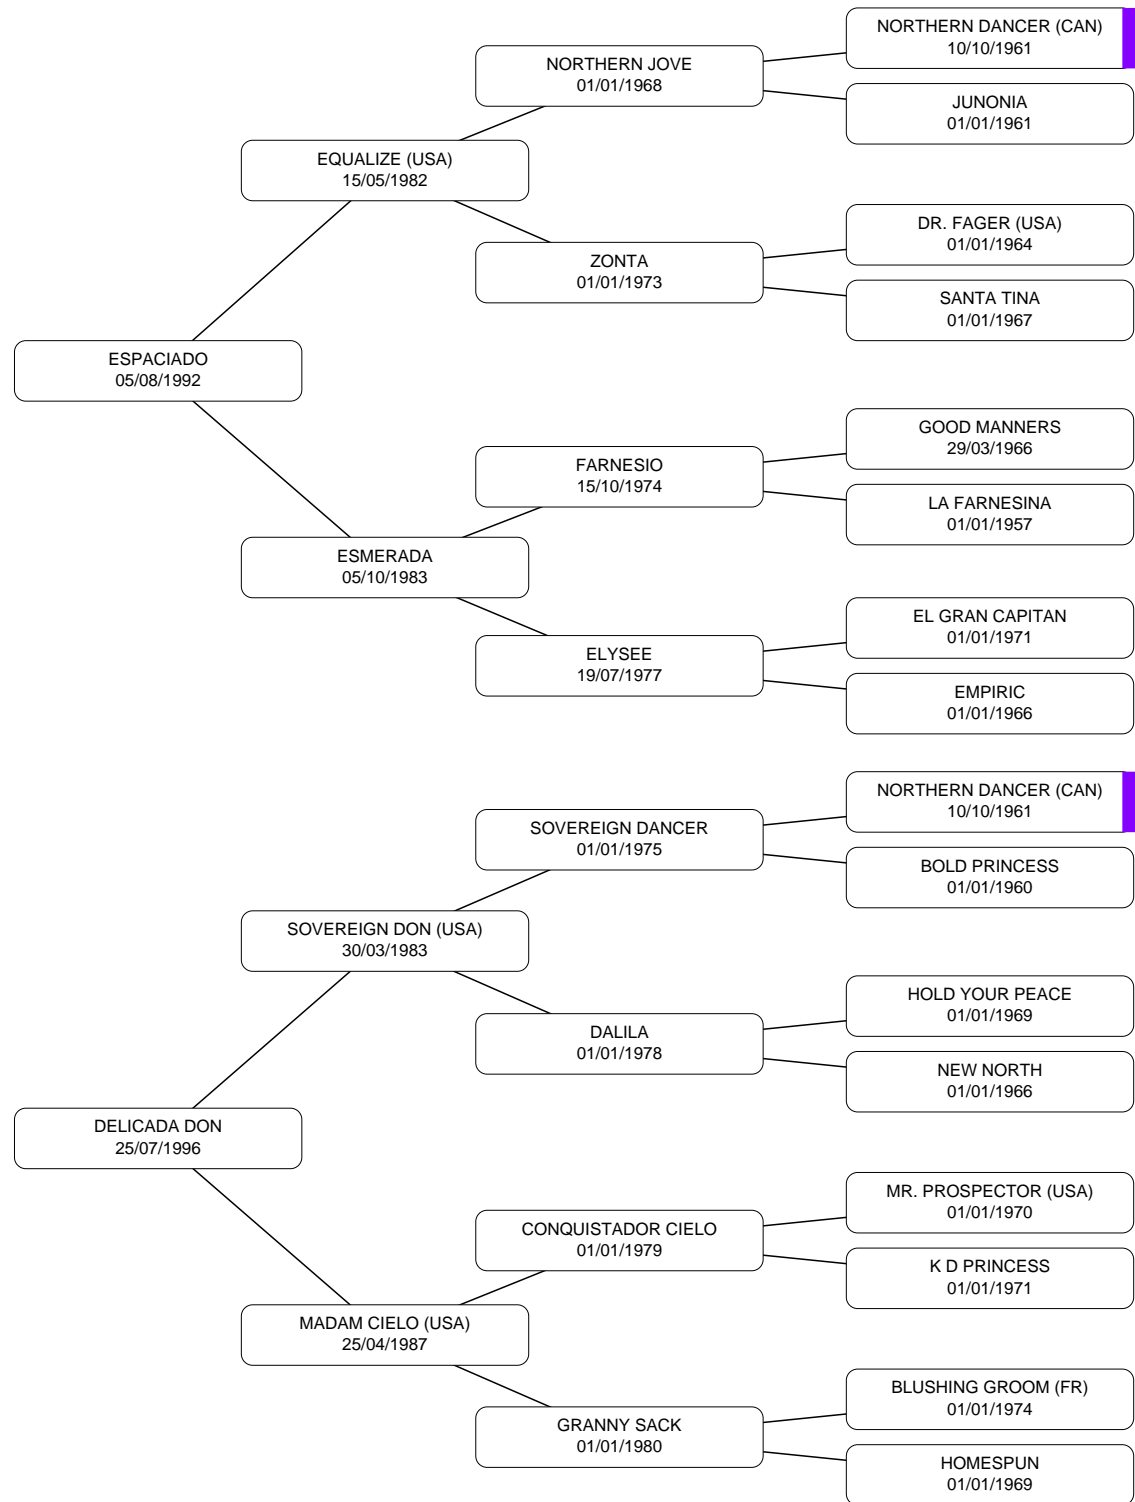 NORTHERN DANCER (CAN)
10/10/1961
NORTHERN JOVE
01/01/1968
JUNONIA
01/01/1961
EQUALIZE (USA)
15/05/1982
DR. FAGER (USA)
01/01/1964
ZONTA
01/01/1973
SANTA TINA
01/01/1967
ESPACIADO
05/08/1992
GOOD MANNERS
29/03/1966
FARNESIO
15/10/1974
LA FARNESINA
01/01/1957
ESMERADA
05/10/1983
EL GRAN CAPITAN
01/01/1971
ELYSEE
19/07/1977
EMPIRIC
01/01/1966
NORTHERN DANCER (CAN)
10/10/1961
SOVEREIGN DANCER
01/01/1975
BOLD PRINCESS
01/01/1960
SOVEREIGN DON (USA)
30/03/1983
HOLD YOUR PEACE
01/01/1969
DALILA
01/01/1978
NEW NORTH
01/01/1966
DELICADA DON
25/07/1996
MR. PROSPECTOR (USA)
01/01/1970
CONQUISTADOR CIELO
01/01/1979
K D PRINCESS
01/01/1971
MADAM CIELO (USA)
25/04/1987
BLUSHING GROOM (FR)
01/01/1974
GRANNY SACK
01/01/1980
HOMESPUN
01/01/1969